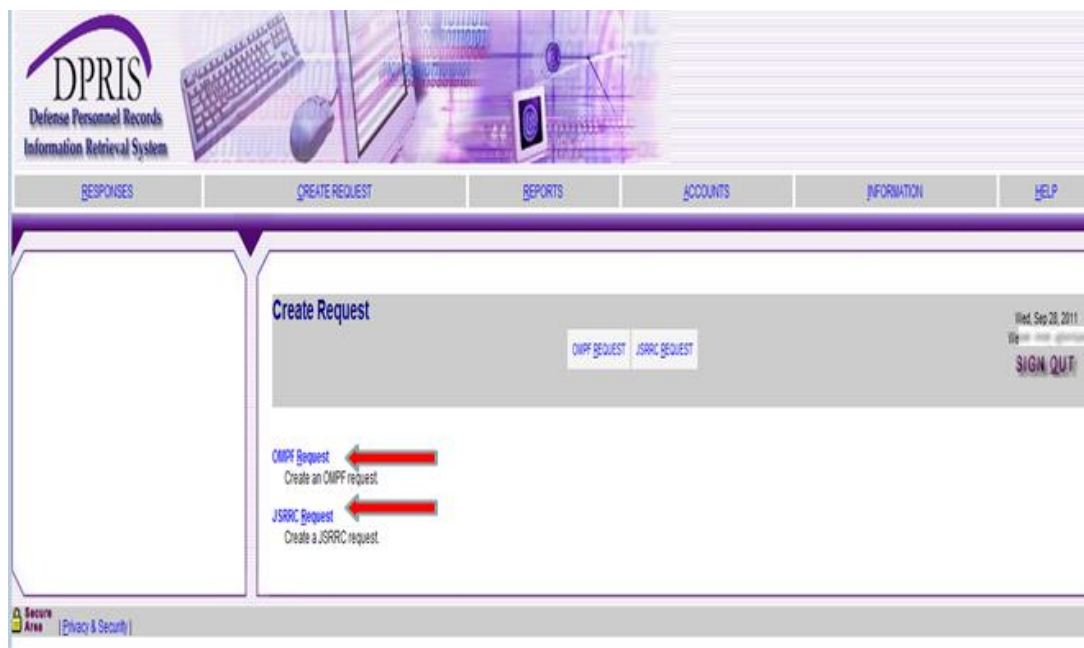 DPRIS
Defense Personnel Records
Information Retrieval System
RESPONSES CREATE REQUEST REPORTS ACCOUNTS INFORMATION HELP
Create Request
OMPF REQUEST JSRRC REQUEST
Wed, Sep 28, 2011
SIGN OUT
OMPF Request
Create an OMPF request.
JSRRC Request
Create a JSRRC request.
Secure
Area | Privacy & Security |